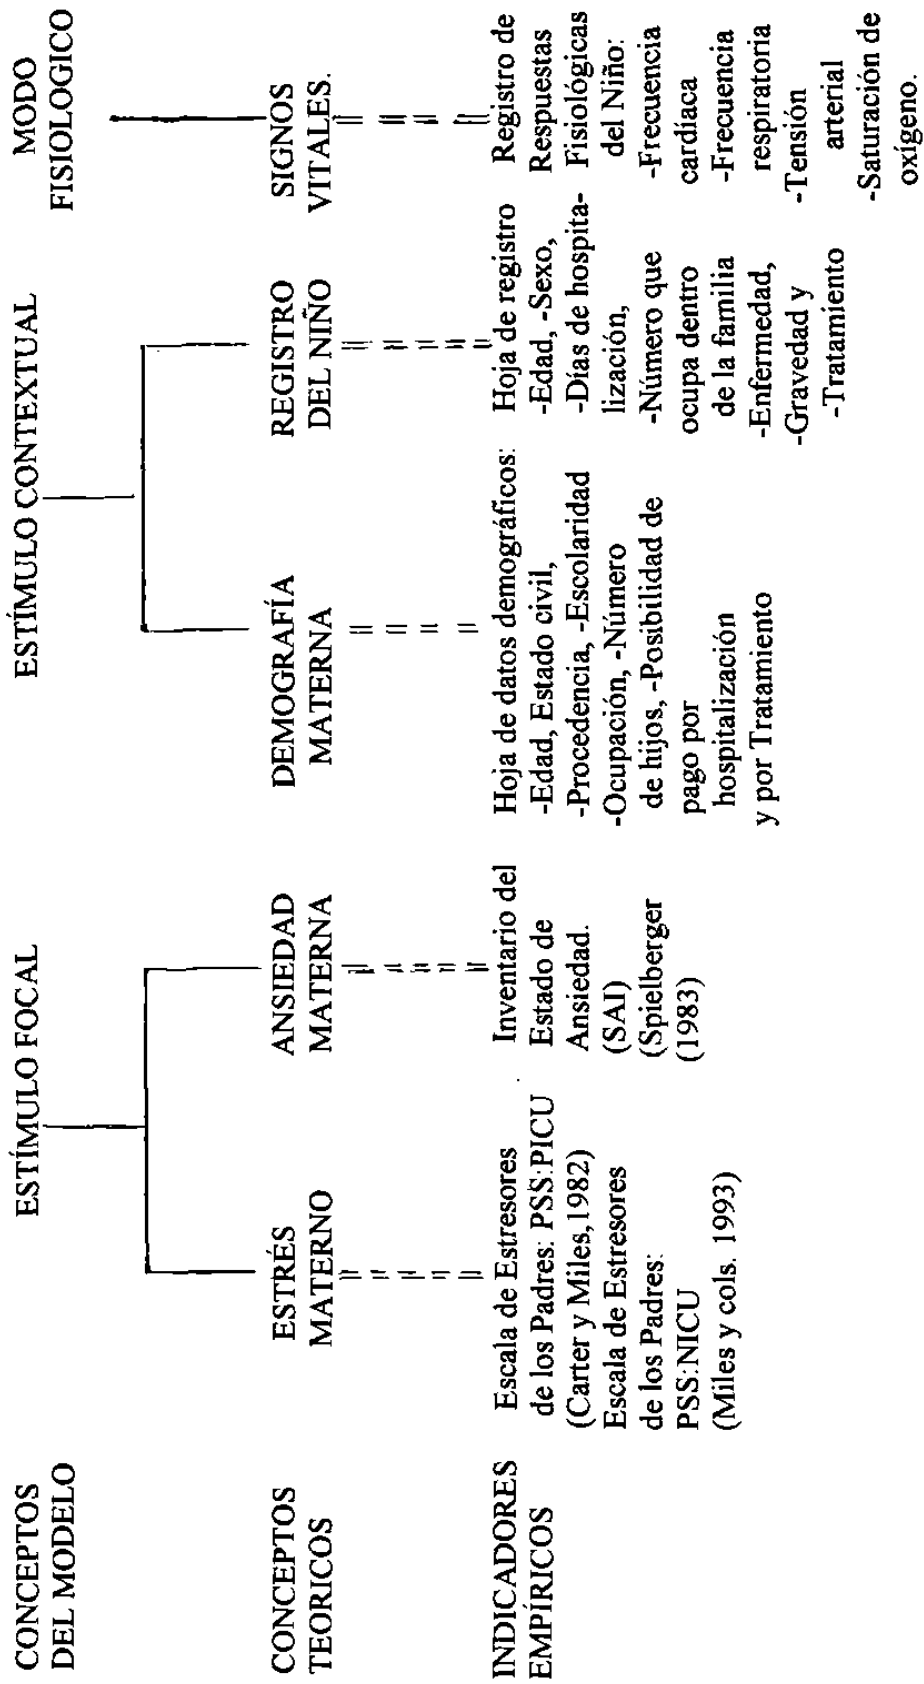 CONCEPTOS
DEL MODELO
ESTÍMULO FOCAL
ESTÍMULO CONTEXTUAL
MODO
FISIOLOGICO
CONCEPTOS
TEORICOS
ESTRÉS
MATERNO
ANSIEDAD
MATERNA
DEMOGRAFÍA
MATERNA
REGISTRO
DEL NIÑO
SIGNOS
VITALES.
INDICADORES
EMPÍRICOS
Escala de Estresores
de los Padres: PSS:PICU
(Carter y Miles,1982)
Escala de Estresores
de los Padres:
PSS:NICU
(Miles y cols. 1993)
Inventario del
Estado de
Ansiedad.
(SAI)
(Spielberger
(1983)
Hoja de datos demográficos:
-Edad, Estado civil,
-Procedencia, -Escolaridad
-Ocupación, -Número
de hijos, -Posibilidad de
pago por
hospitalización
y por Tratamiento
Hoja de registro
-Edad, -Sexo,
-Días de hospita-
lización,
-Número que
ocupa dentro
de la familia
-Enfermedad,
-Gravedad y
-Tratamiento
Registro de
Respuestas
Fisiológicas
del Niño:
-Frecuencia
cardiaca
-Frecuencia
respiratoria
-Tensión
arterial
-Saturación de
oxígeno.